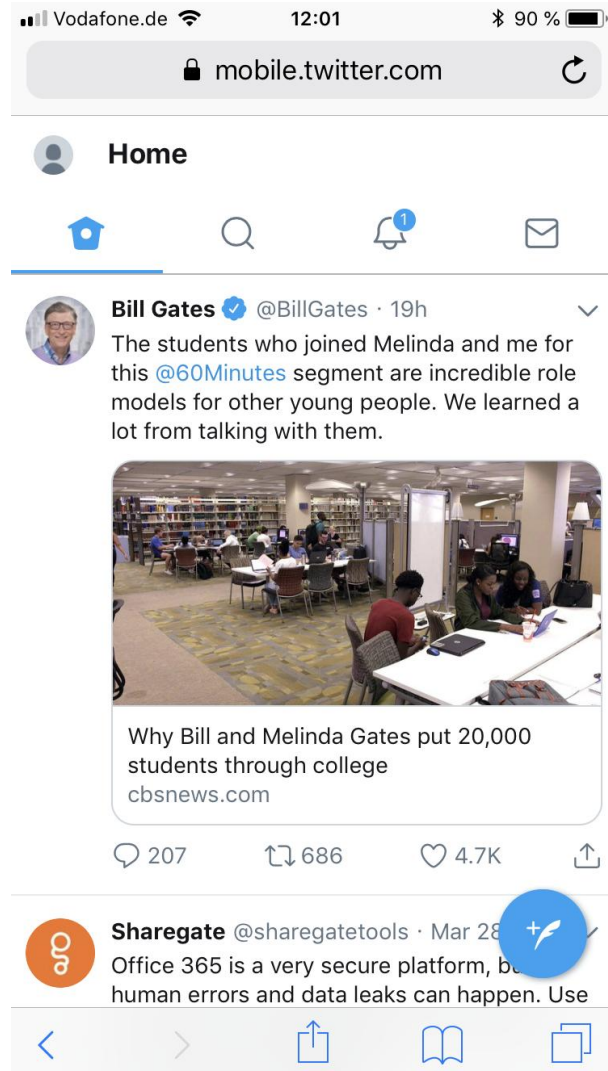 Vodafone.de 12:01 90 %
mobile.twitter.com
Home
1
Bill Gates @BillGates · 19h
The students who joined Melinda and me for
this @60Minutes segment are incredible role
models for other young people. We learned a
lot from talking with them.
Why Bill and Melinda Gates put 20,000
students through college
cbsnews.com
207 686 4.7K
Sharegate @sharegatetools · Mar 28
Office 365 is a very secure platform,
human errors and data leaks can happen. Use